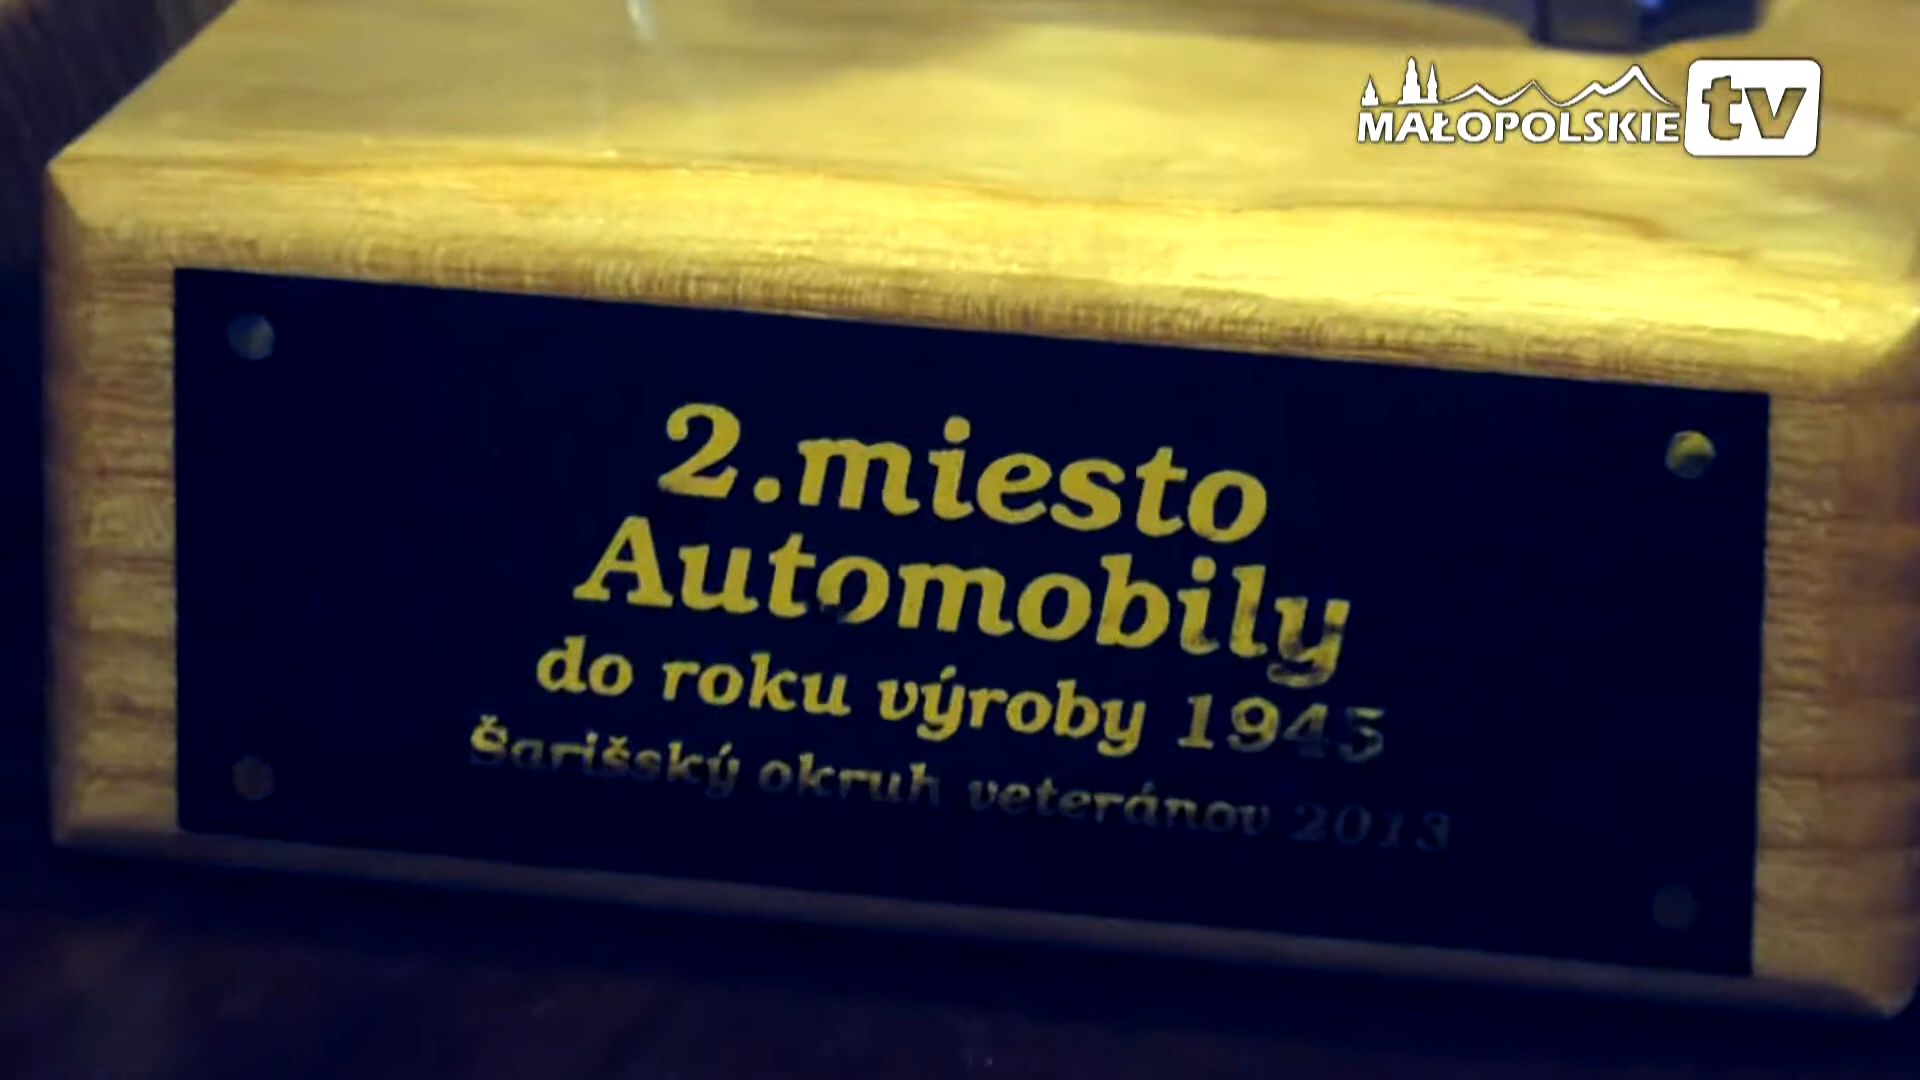 MAŁOPOLSKIE tv
2.miesto
Automobily
do roku výroby 1945
Šarišský okruh veteránov 2013